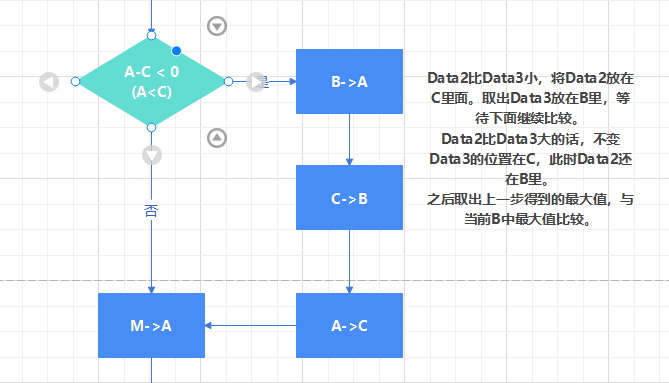 A-C < 0
(A<C)
是
B->A
Data2比Data3小，将Data2放在
C里面。取出Data3放在B里，等
待下面继续比较。
Data2比Data3大的话，不变
Data3的位置在C，此时Data2还
在B里。
之后取出上一步得到的最大值，与
当前B中最大值比较。
C->B
否
M->A
A->C